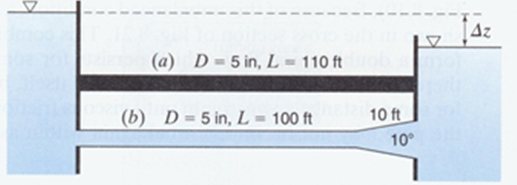 Δz
(a) D = 5 in, L = 110 ft
(b) D = 5 in, L = 100 ft
10 ft
10°